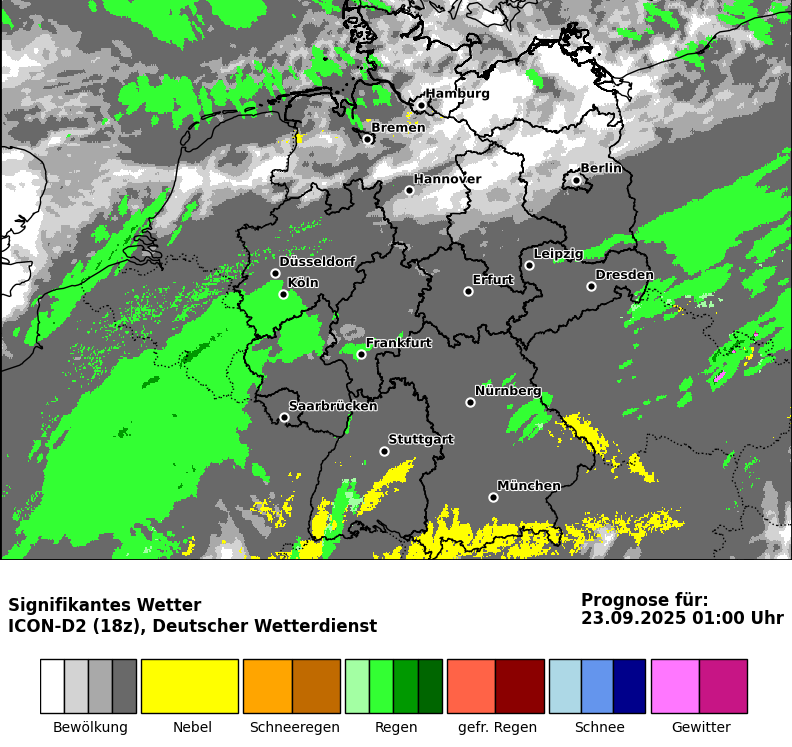 Hamburg
Bremen
Berlin
Hannover
Leipzig
Düsseldorf
Dresden
Köln
Erfurt
Frankfurt
Nürnberg
Saarbrücken
Stuttgart
München
Signifikantes Wetter
ICON-D2 (18z), Deutscher Wetterdienst
Prognose für:
23.09.2025 01:00 Uhr
Bewölkung
Nebel
Schneeregen
Regen
gefr. Regen
Schnee
Gewitter